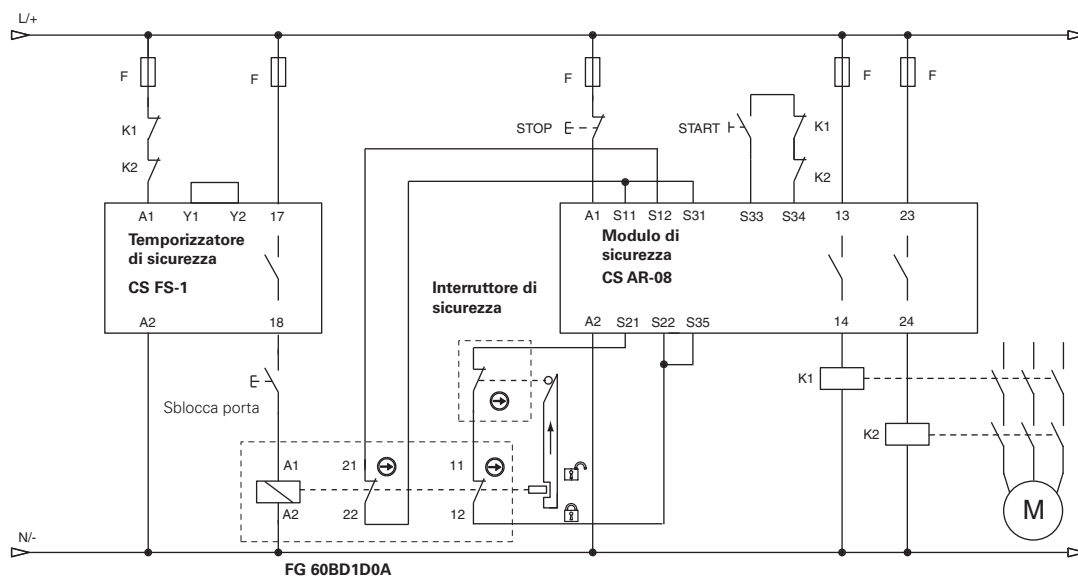 L/+
F
F
F
F
F
K1
STOP
START
K1
K2
K2
A1
Y1
Y2
17
A1
S11
S12
S31
S33
S34
13
23
Temporizzatore
di sicurezza
CS FS-1
Modulo di
sicurezza
CS AR-08
Interruttore di
sicurezza
A2
18
A2
S21
S22
S35
14
24
K1
Sblocca porta
K2
A1
21
11
A2
22
12
M
N/-
FG 60BD1D0A